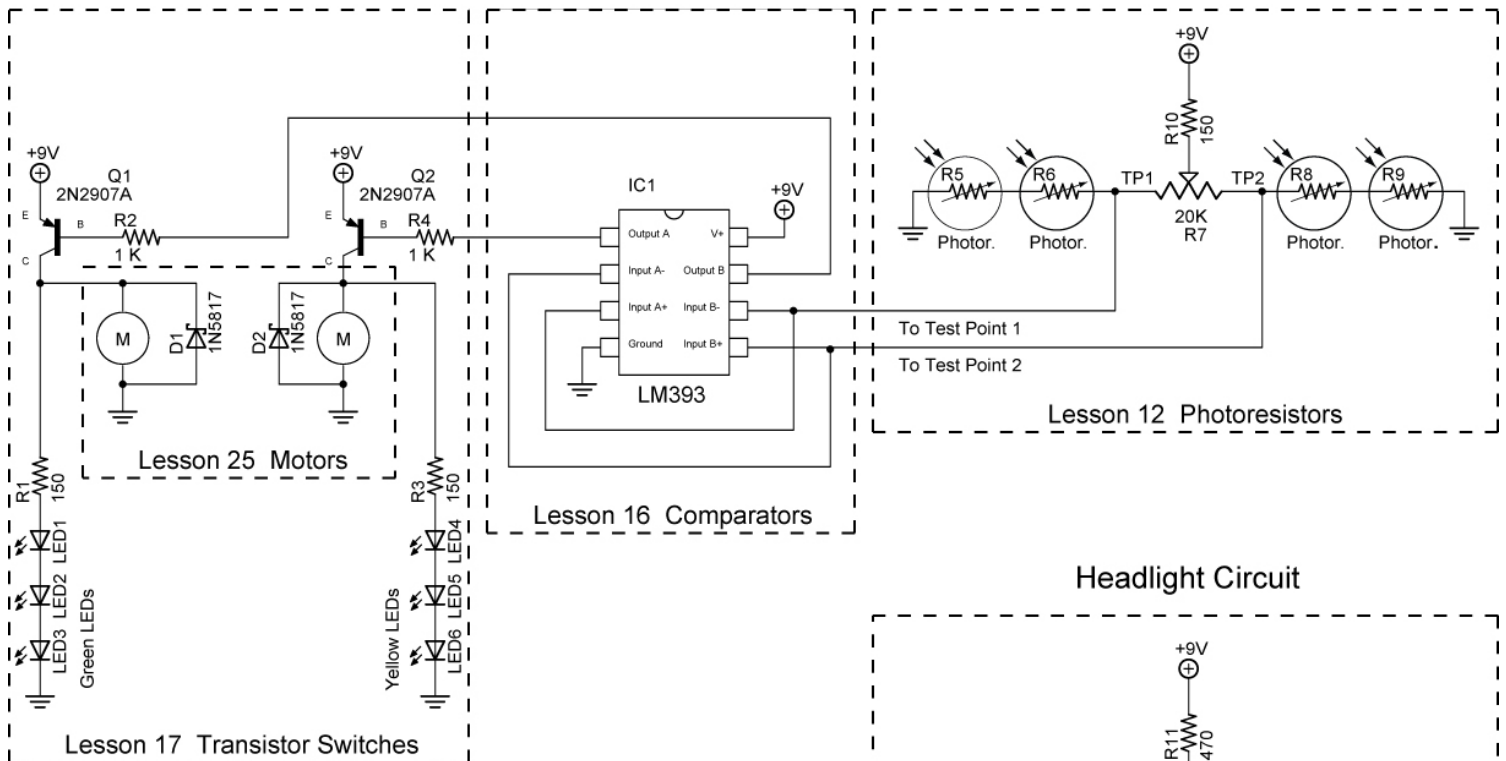 +9V
Q1
2N2907A
E
B
C
R2
1 K
+9V
Q2
2N2907A
E
B
C
R4
1 K
M
D1
1N5817
D2
1N5817
M
Lesson 25 Motors
R1
150
LED1
LED2
LED3
Green LEDs
R3
150
LED4
LED5
LED6
Yellow LEDs
Lesson 17 Transistor Switches
IC1
+9V
Output A
V+
Input A-
Output B
Input A+
Input B-
Ground
Input B+
LM393
Lesson 16 Comparators
+9V
R10
150
R5
Photor.
R6
Photor.
TP1
20K
R7
TP2
R8
Photor.
R9
Photor.
To Test Point 1
To Test Point 2
Lesson 12 Photoresistors
Headlight Circuit
+9V
R11
470